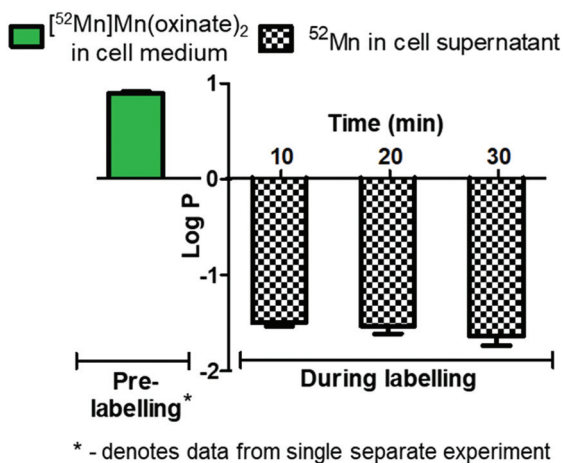 [⁵²Mn]Mn(oxinate)₂
in cell medium
⁵²Mn in cell supernatant
Time (min)
10 20 30
1
0
-1
-2
Log P
Pre-
labelling*
During labelling
* - denotes data from single separate experiment